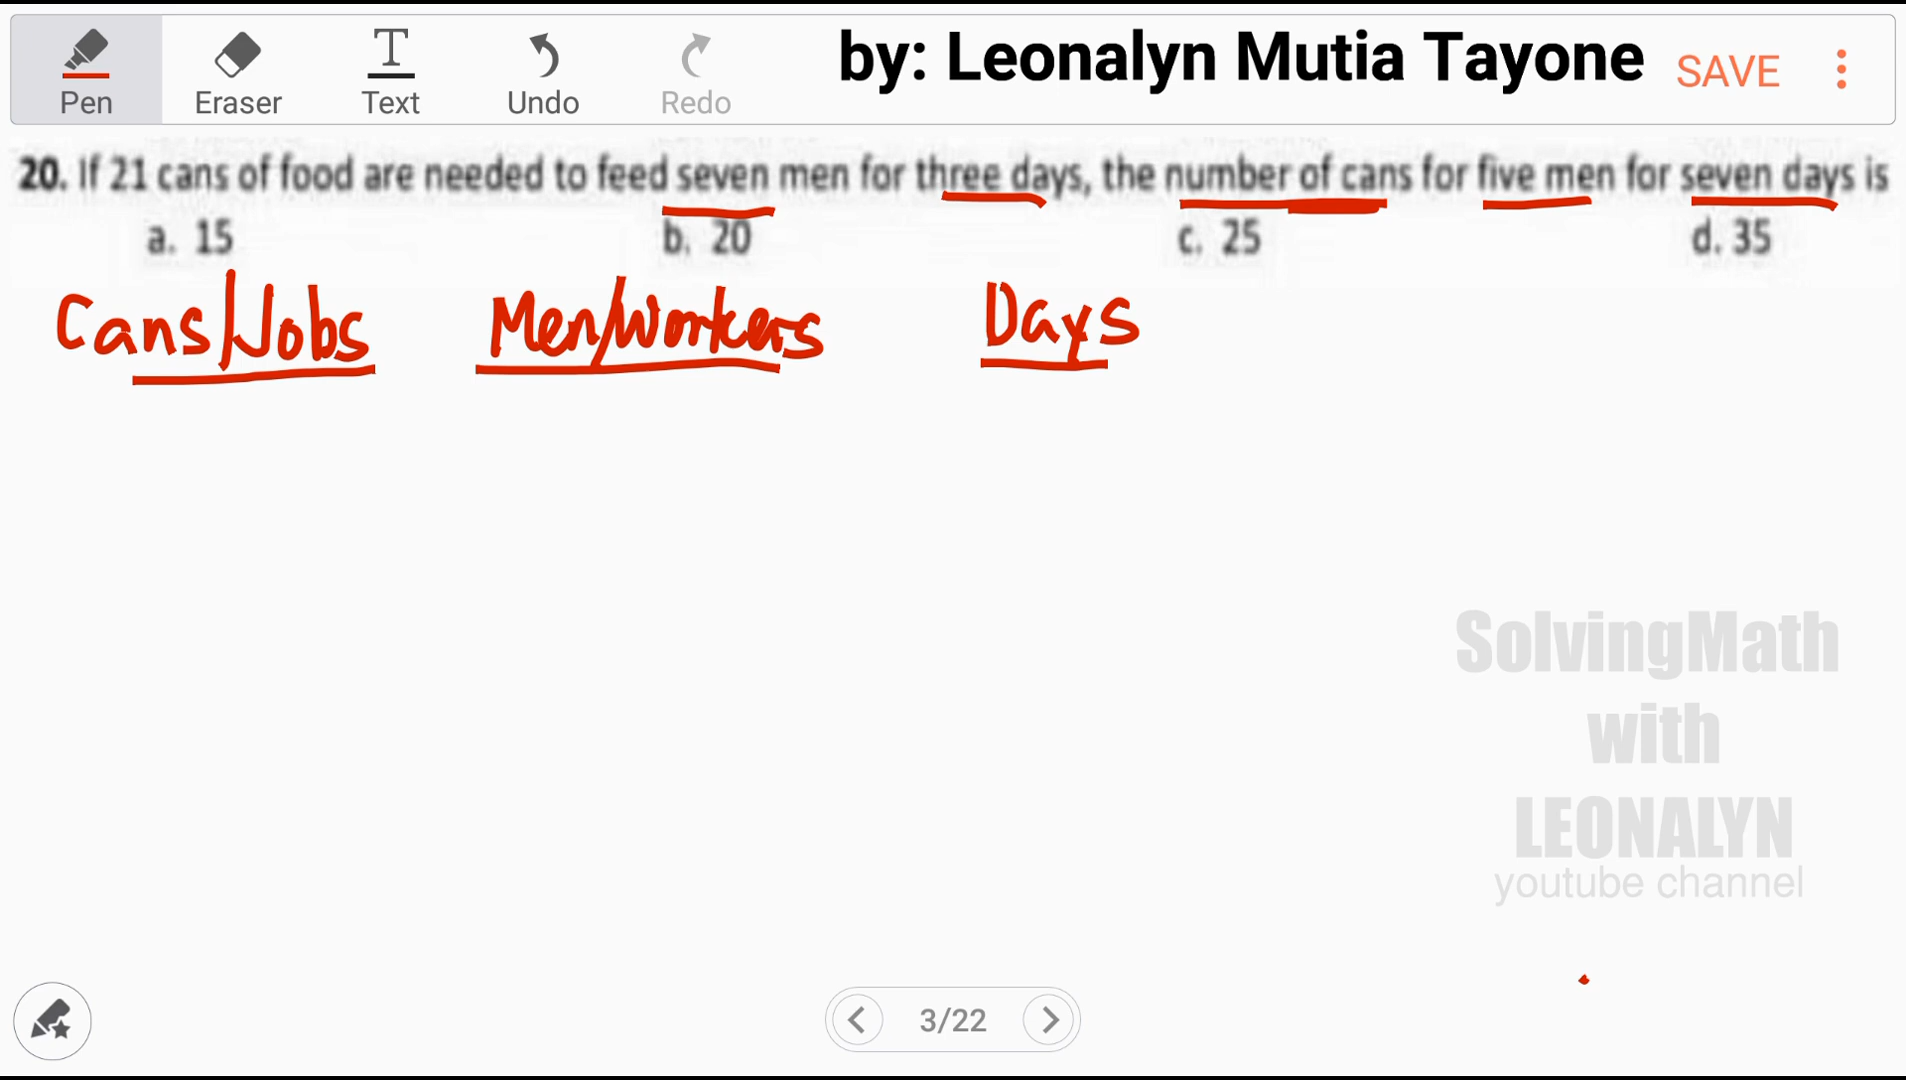 Pen Eraser Text Undo Redo by: Leonalyn Mutia Tayone SAVE
20. If 21 cans of food are needed to feed seven men for three days, the number of cans for five men for seven days is
a. 15 b. 20 c. 25 d. 35
Cans/Jobs Men/Workers Days
SolvingMath
with
LEONALYN
youtube channel
3/22